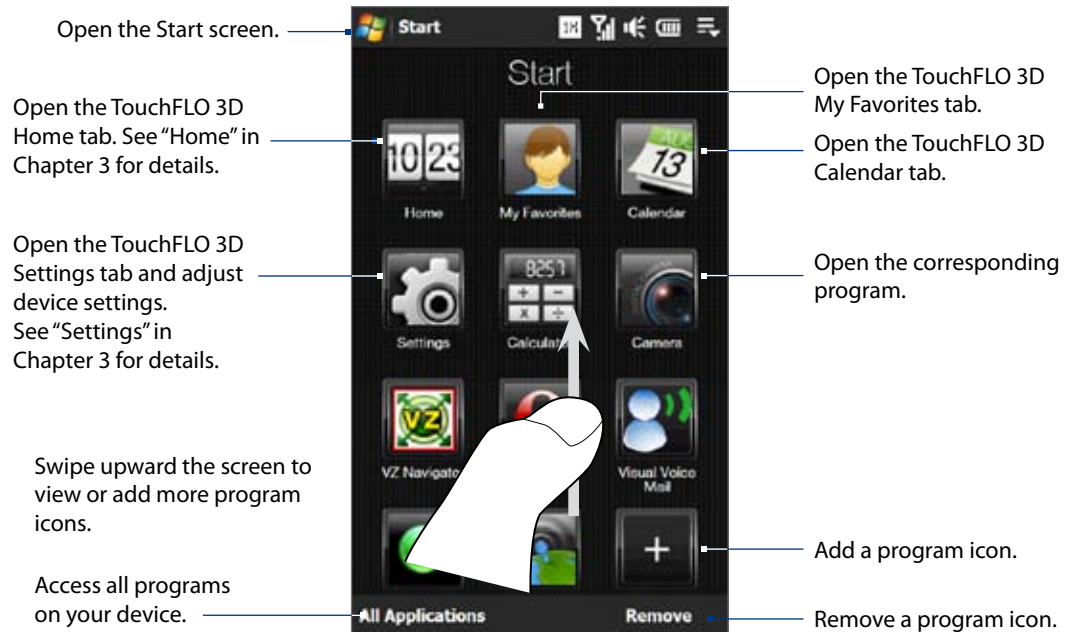 Open the Start screen.
Open the TouchFLO 3D
Home tab. See “Home” in
Chapter 3 for details.
Open the TouchFLO 3D
Settings tab and adjust
device settings.
See “Settings” in
Chapter 3 for details.
Swipe upward the screen to
view or add more program
icons.
Access all programs
on your device.
Start
1X
Start
10 23
Home
My Favorites
13
Calendar
Settings
8257
+ −
x ÷
Camera
VZ
Visual Voice
Mail
+
All Applications
Remove
Open the TouchFLO 3D
My Favorites tab.
Open the TouchFLO 3D
Calendar tab.
Open the corresponding
program.
Add a program icon.
Remove a program icon.